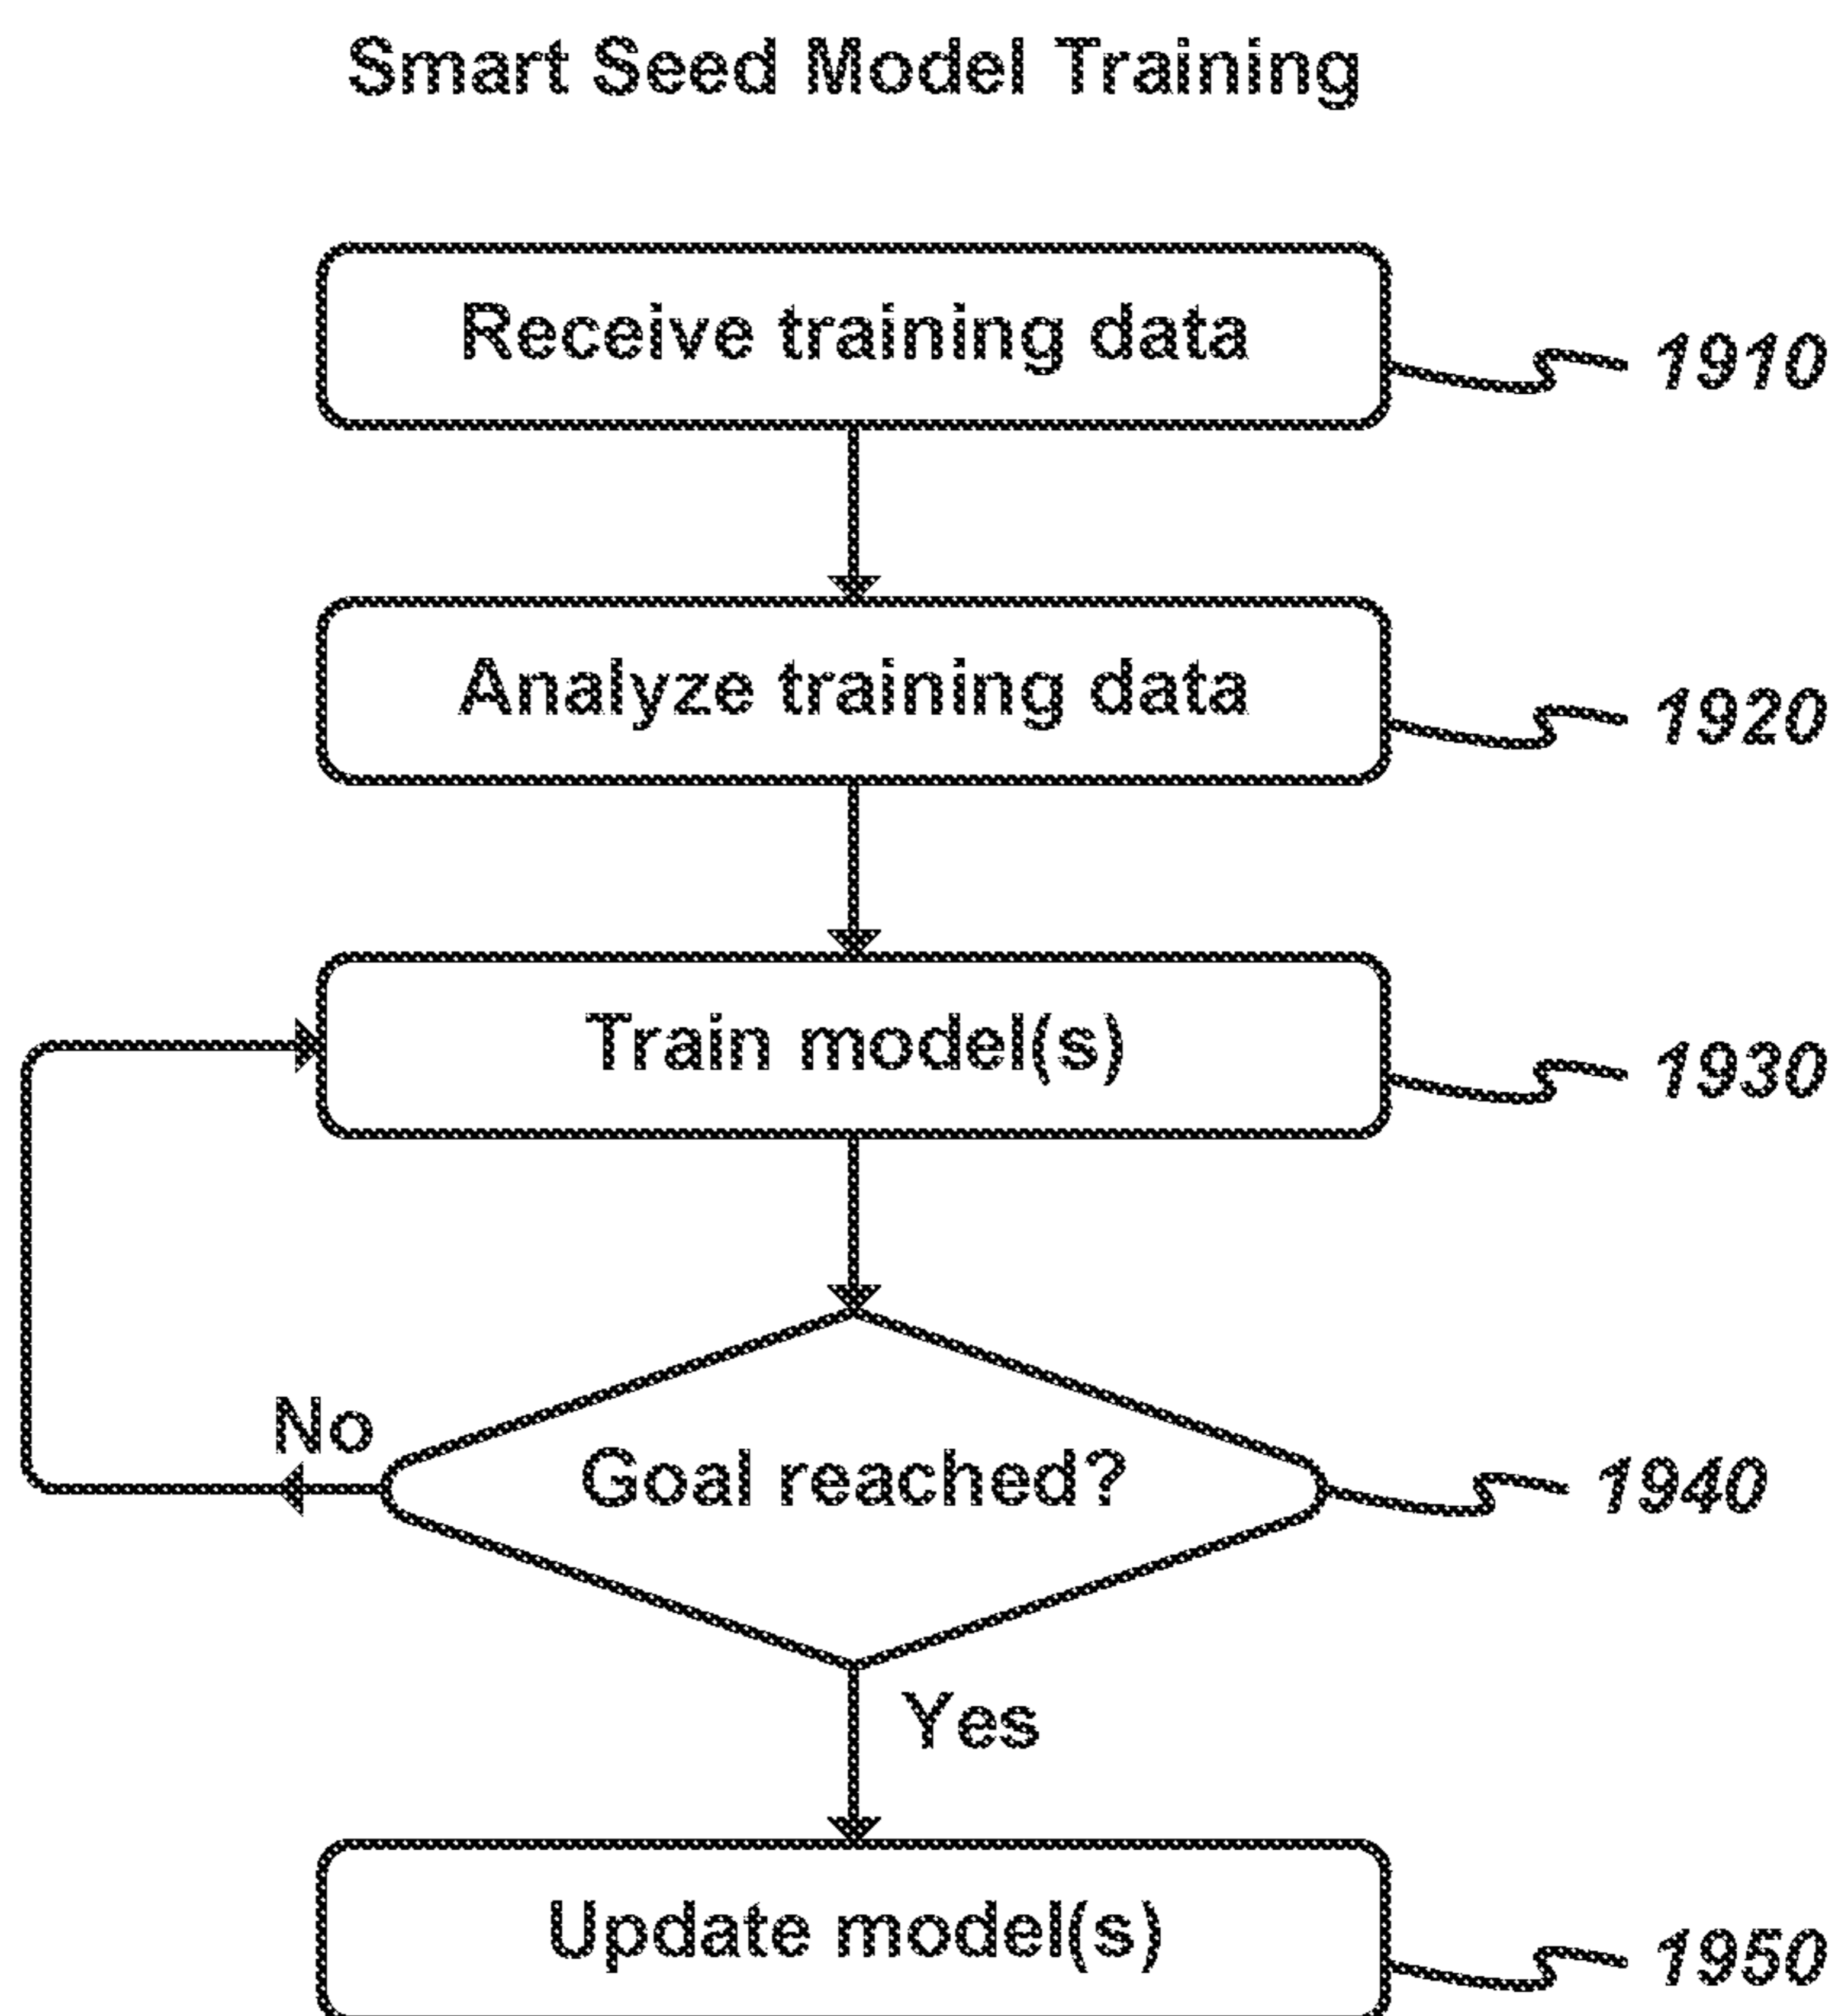 Smart Seed Model Training
Receive training data
1910
Analyze training data
1920
Train model(s)
1930
No
Goal reached?
1940
Yes
Update model(s)
1950